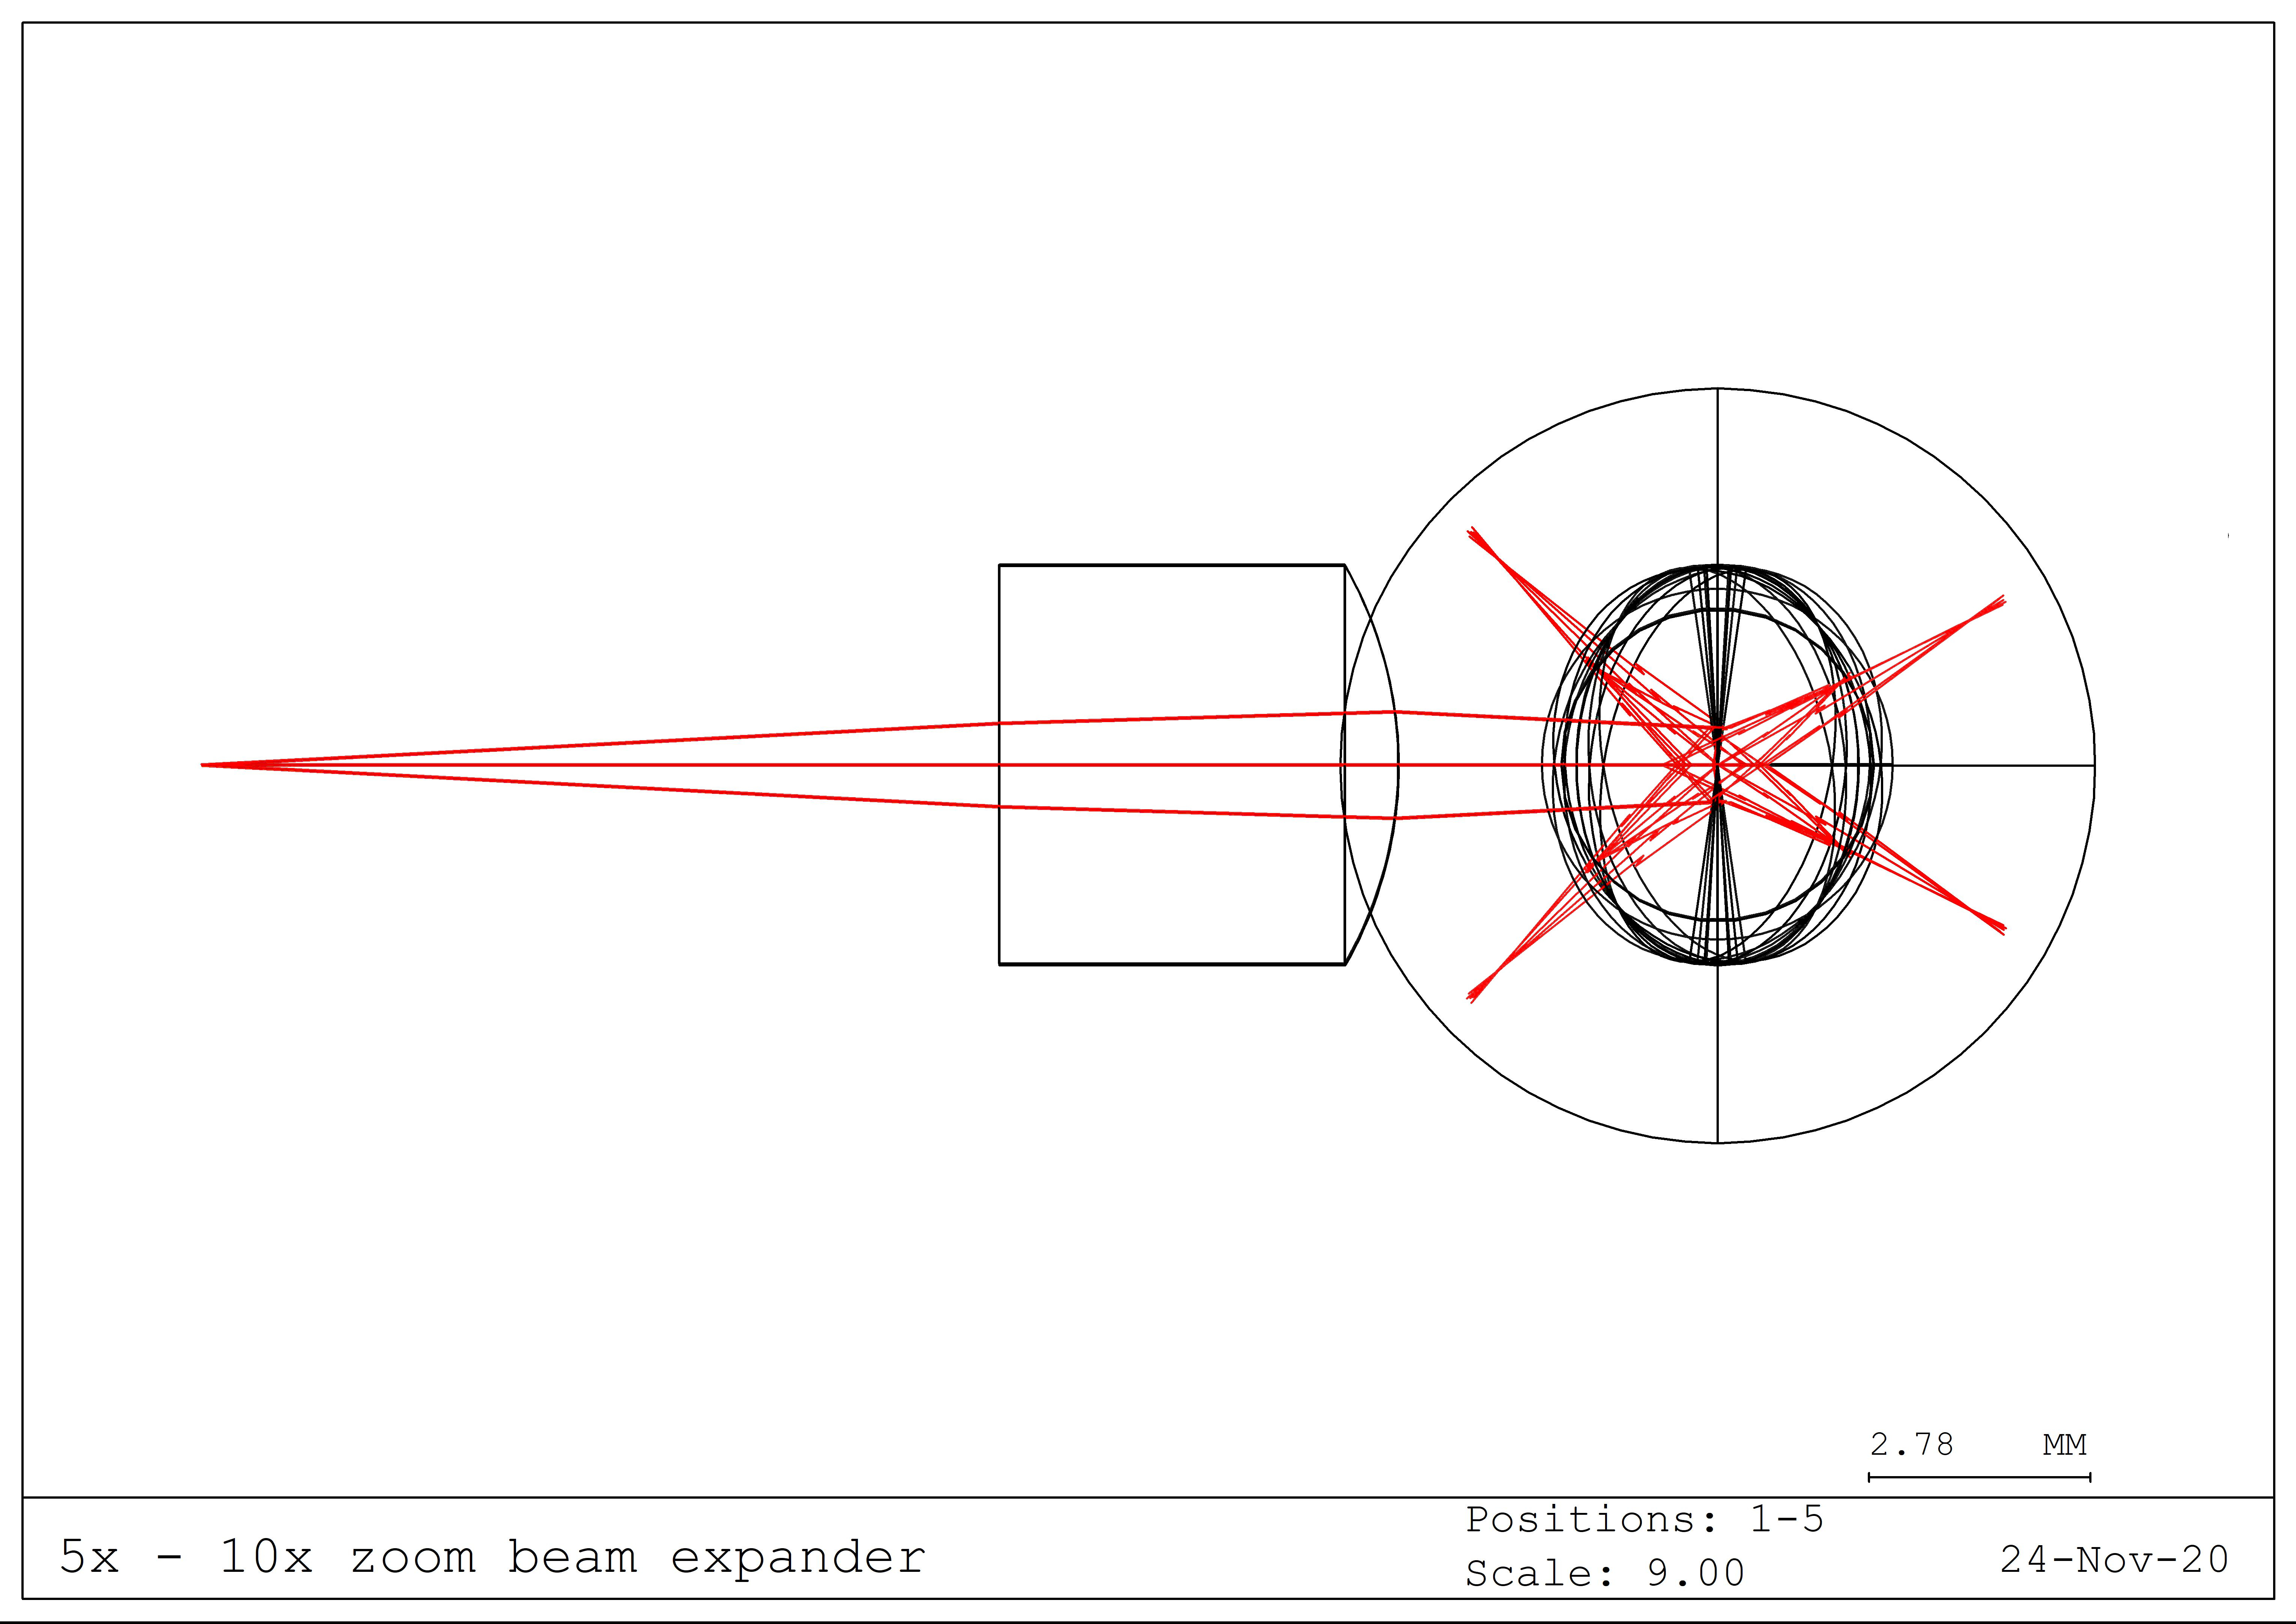 2.78 MM
5x - 10x zoom beam expander
Positions: 1-5
Scale: 9.00
24-Nov-20